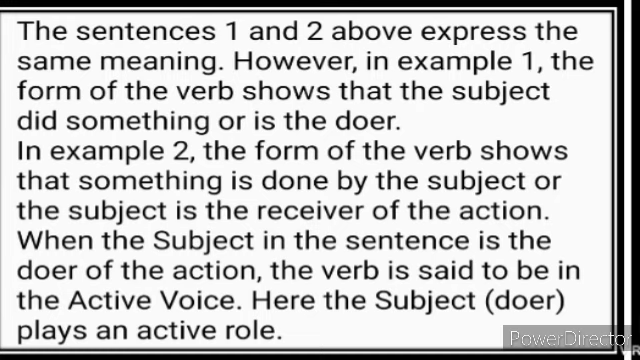 The sentences 1 and 2 above express the
same meaning. However, in example 1, the
form of the verb shows that the subject
did something or is the doer.
In example 2, the form of the verb shows
that something is done by the subject or
the subject is the receiver of the action.
When the Subject in the sentence is the
doer of the action, the verb is said to be in
the Active Voice. Here the Subject (doer)
plays an active role.
PowerDirecto